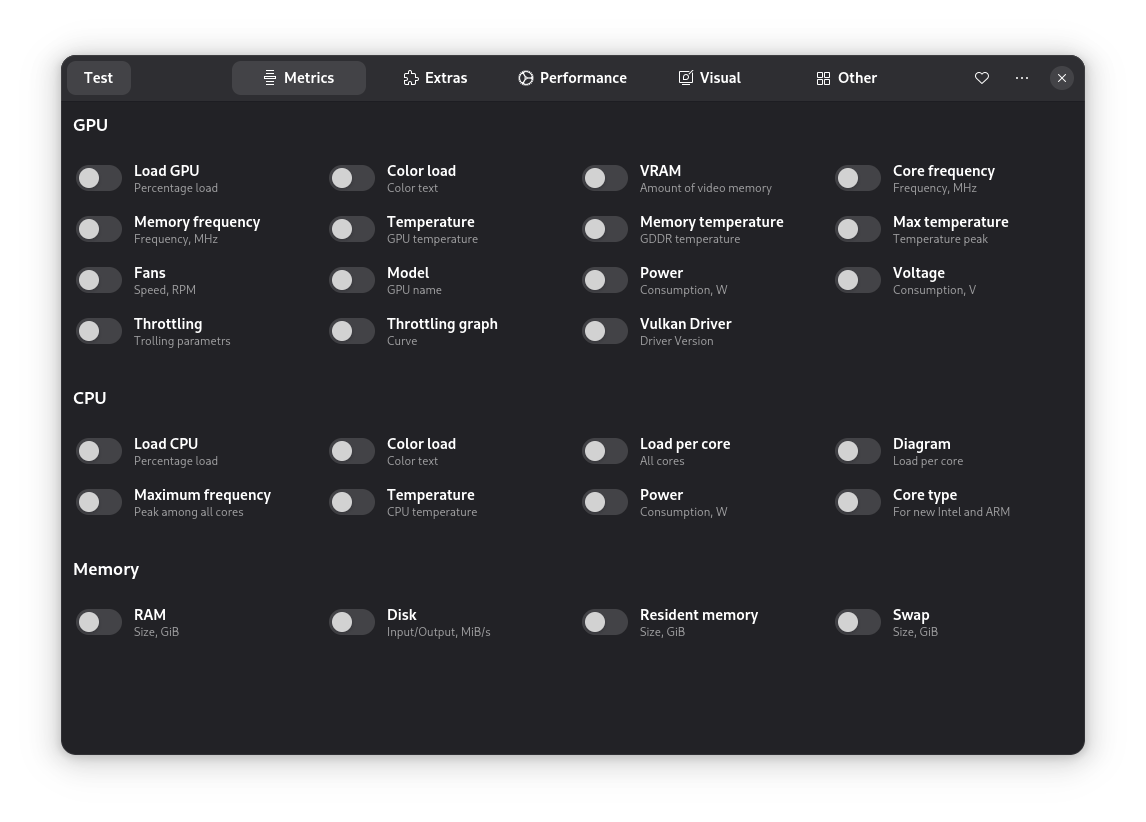 Test
Metrics
Extras
Performance
Visual
Other
GPU
Load GPU
Percentage load
Color load
Color text
VRAM
Amount of video memory
Core frequency
Frequency, MHz
Memory frequency
Frequency, MHz
Temperature
GPU temperature
Memory temperature
GDDR temperature
Max temperature
Temperature peak
Fans
Speed, RPM
Model
GPU name
Power
Consumption, W
Voltage
Consumption, V
Throttling
Trolling parametrs
Throttling graph
Curve
Vulkan Driver
Driver Version
CPU
Load CPU
Percentage load
Color load
Color text
Load per core
All cores
Diagram
Load per core
Maximum frequency
Peak among all cores
Temperature
CPU temperature
Power
Consumption, W
Core type
For new Intel and ARM
Memory
RAM
Size, GiB
Disk
Input/Output, MiB/s
Resident memory
Size, GiB
Swap
Size, GiB